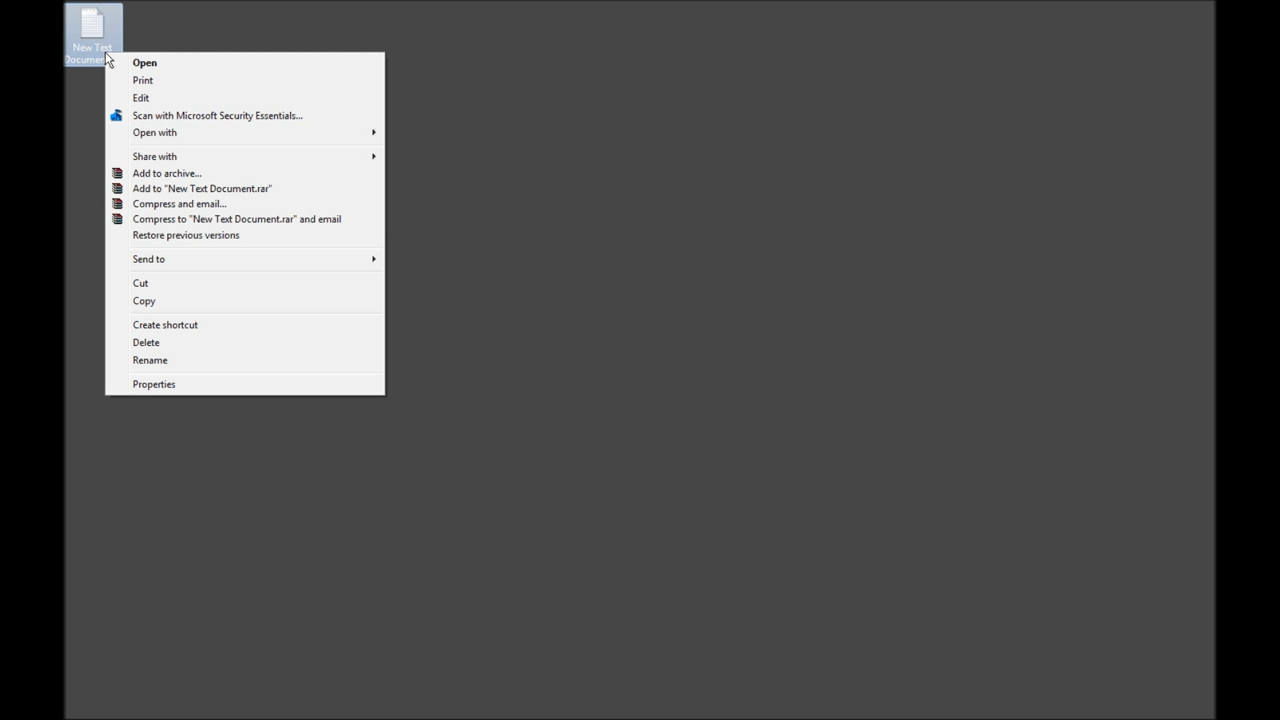 New Text
Open
Print
Edit
Scan with Microsoft Security Essentials...
Open with
Share with
Add to archive...
Add to "New Text Document.rar"
Compress and email...
Compress to "New Text Document.rar" and email
Restore previous versions
Send to
Cut
Copy
Create shortcut
Delete
Rename
Properties